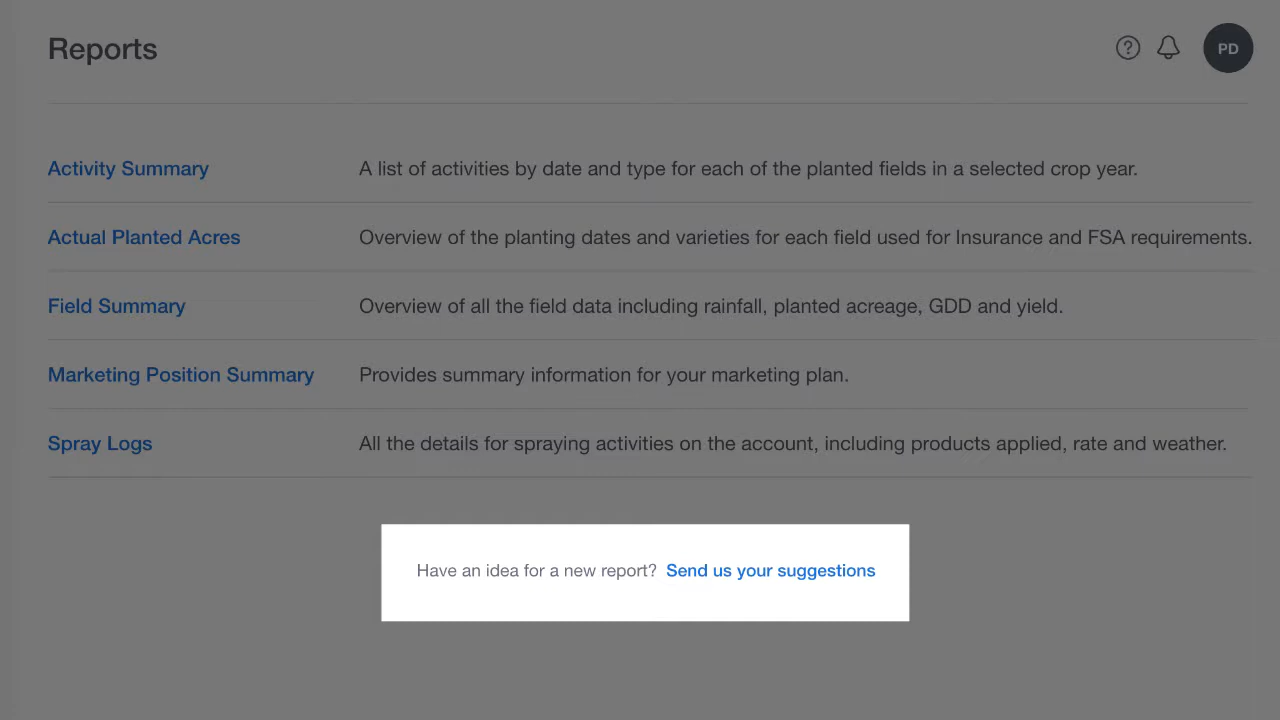 Reports
PD
Activity Summary A list of activities by date and type for each of the planted fields in a selected crop year.
Actual Planted Acres Overview of the planting dates and varieties for each field used for Insurance and FSA requirements.
Field Summary Overview of all the field data including rainfall, planted acreage, GDD and yield.
Marketing Position Summary Provides summary information for your marketing plan.
Spray Logs All the details for spraying activities on the account, including products applied, rate and weather.
Have an idea for a new report? Send us your suggestions